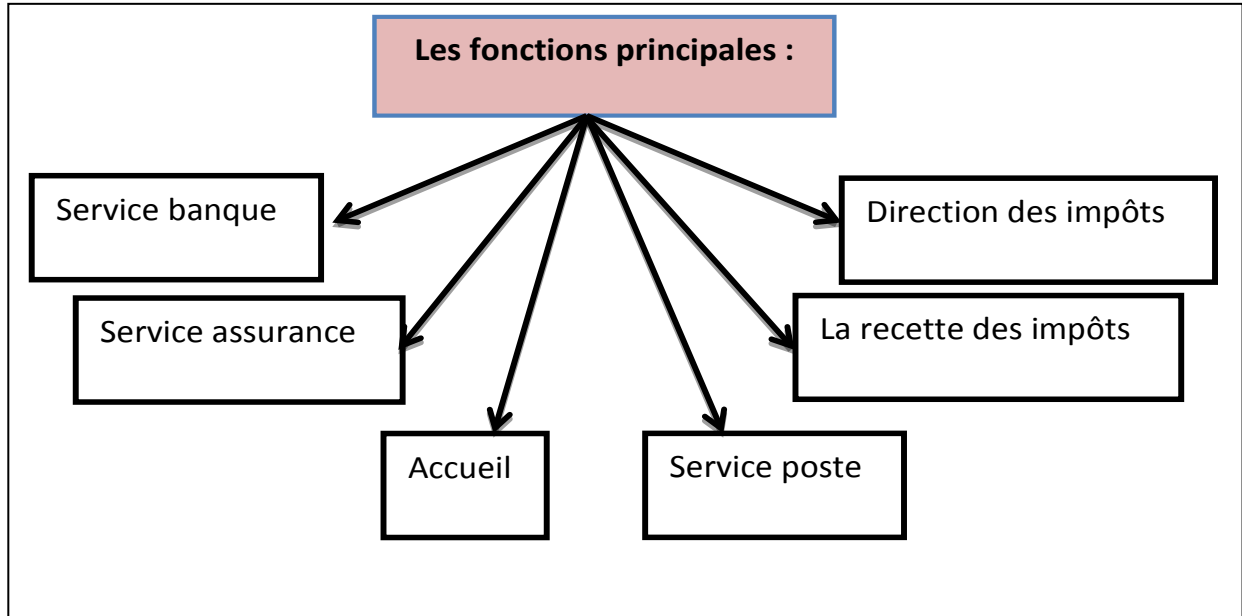 Les fonctions principales :
Service banque
Direction des impôts
Service assurance
La recette des impôts
Accueil
Service poste